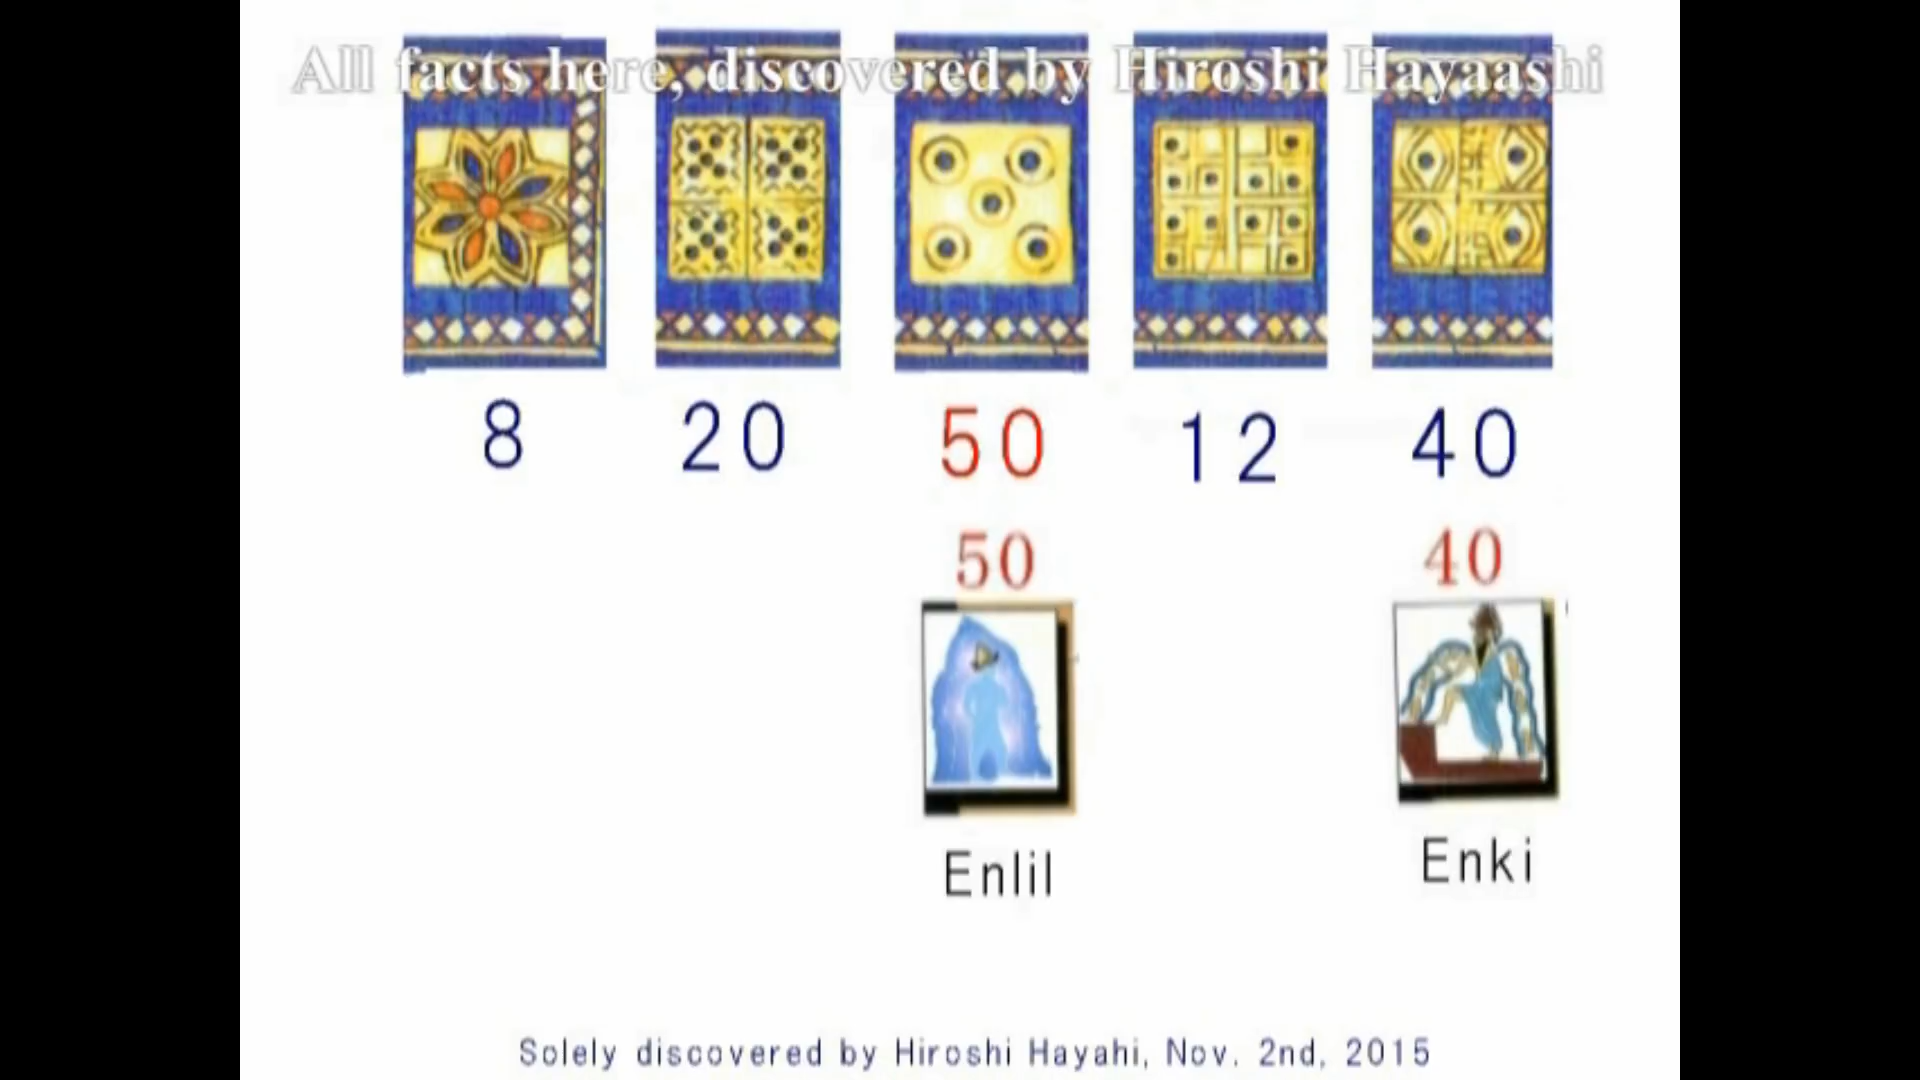 All facts here, discovered by Hiroshi Hayaashi
8 20 50 12 40
50 40
Enlil Enki
Solely discovered by Hiroshi Hayahi, Nov. 2nd, 2015